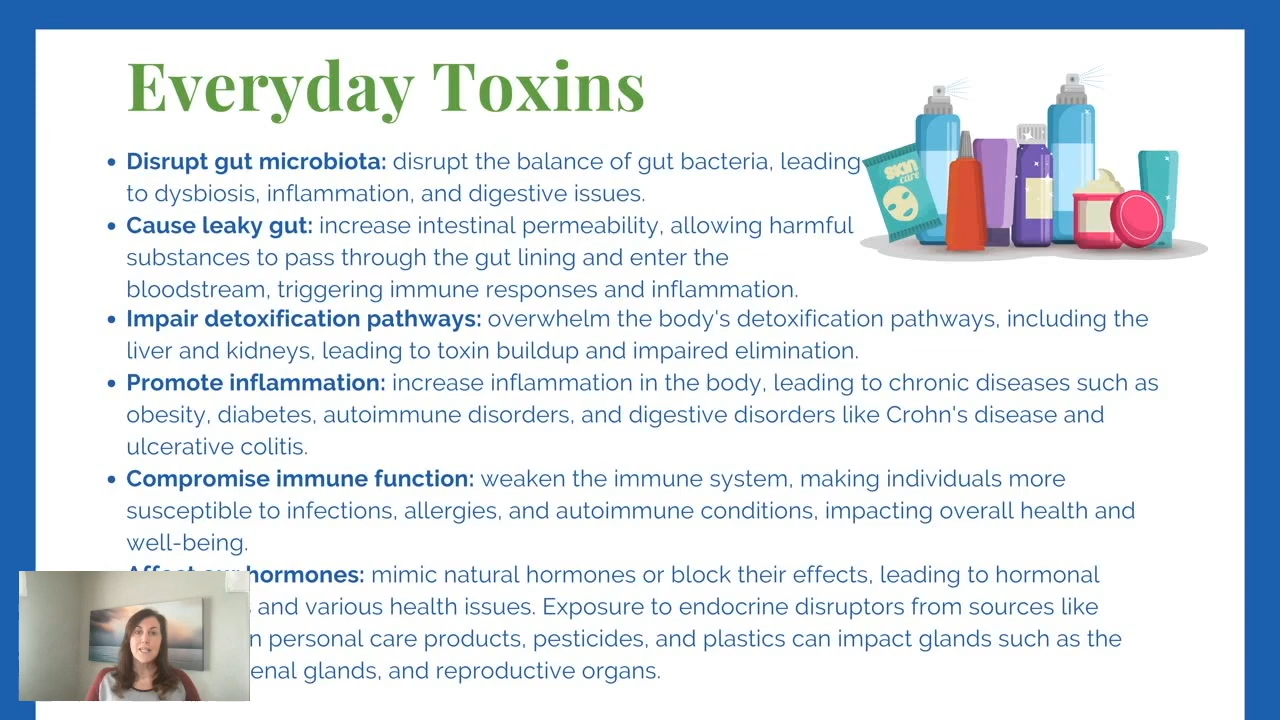 Everyday Toxins
skin
care
• Disrupt gut microbiota: disrupt the balance of gut bacteria, leading
to dysbiosis, inflammation, and digestive issues.
• Cause leaky gut: increase intestinal permeability, allowing harmful
substances to pass through the gut lining and enter the
bloodstream, triggering immune responses and inflammation.
• Impair detoxification pathways: overwhelm the body's detoxification pathways, including the
liver and kidneys, leading to toxin buildup and impaired elimination.
• Promote inflammation: increase inflammation in the body, leading to chronic diseases such as
obesity, diabetes, autoimmune disorders, and digestive disorders like Crohn's disease and
ulcerative colitis.
• Compromise immune function: weaken the immune system, making individuals more
susceptible to infections, allergies, and autoimmune conditions, impacting overall health and
well-being.
hormones: mimic natural hormones or block their effects, leading to hormonal
and various health issues. Exposure to endocrine disruptors from sources like
personal care products, pesticides, and plastics can impact glands such as the
glands, and reproductive organs.